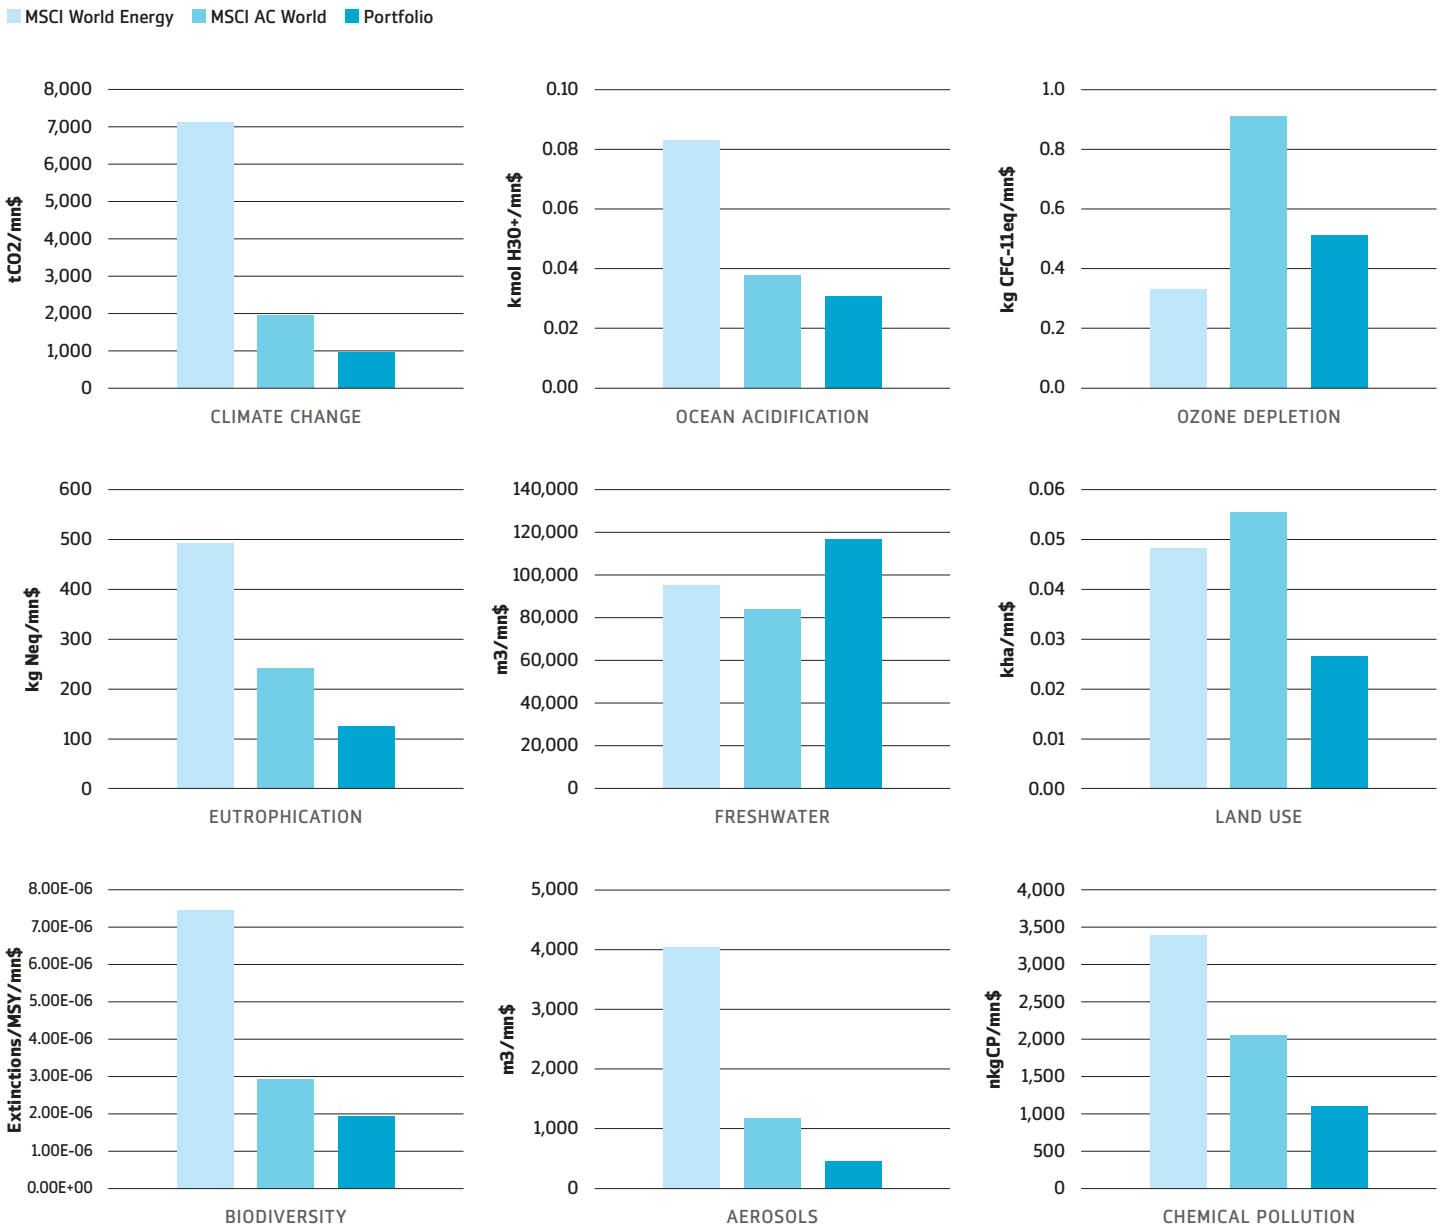 MSCI World Energy MSCI AC World Portfolio
tCO2/mn$
8,000
7,000
6,000
5,000
4,000
3,000
2,000
1,000
0
CLIMATE CHANGE
kmol H30+/mn$
0.10
0.08
0.06
0.04
0.02
0.00
OCEAN ACIDIFICATION
kg CFC-11eq/mn$
1.0
0.8
0.6
0.4
0.2
0.0
OZONE DEPLETION
kg Neq/mn$
600
500
400
300
200
100
0
EUTROPHICATION
m3/mn$
140,000
120,000
100,000
80,000
60,000
40,000
20,000
0
FRESHWATER
kha/mn$
0.06
0.05
0.04
0.03
0.02
0.01
0.00
LAND USE
Extinctions/MSY/mn$
8.00E-06
7.00E-06
6.00E-06
5.00E-06
4.00E-06
3.00E-06
2.00E-06
1.00E-06
0.00E+00
BIODIVERSITY
m3/mn$
5,000
4,000
3,000
2,000
1,000
0
AEROSOLS
nkgCP/mn$
4,000
3,500
3,000
2,500
2,000
1,500
1,000
500
0
CHEMICAL POLLUTION